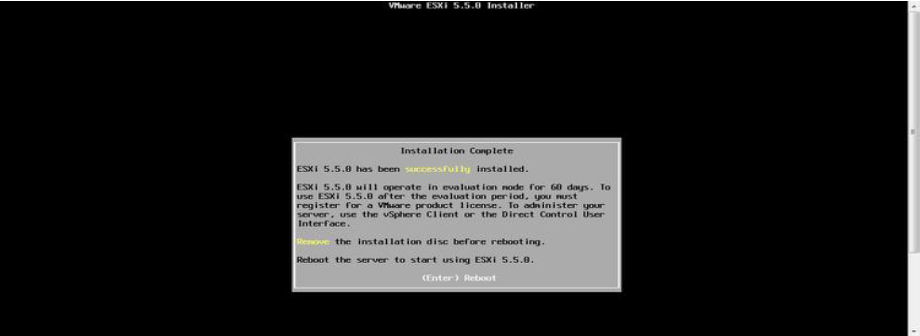 VMware ESXi 5.5.0 Installer
Installation Complete
ESXi 5.5.0 has been successfully installed.
ESXi 5.5.0 will operate in evaluation mode for 60 days. To
use ESXi 5.5.0 after the evaluation period, you must
register for a VMware product license. To administer your
server, use the vSphere Client or the Direct Control User
Interface.
Remove the installation disc before rebooting.
Reboot the server to start using ESXi 5.5.0.
(Enter) Reboot